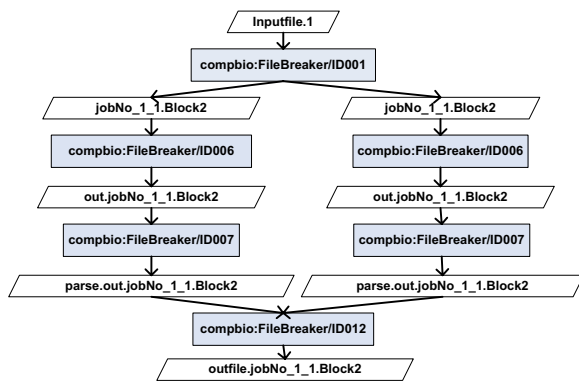 Inputfile.1
compbio:FileBreaker/ID001
jobNo_1_1.Block2
jobNo_1_1.Block2
compbio:FileBreaker/ID006
compbio:FileBreaker/ID006
out.jobNo_1_1.Block2
out.jobNo_1_1.Block2
compbio:FileBreaker/ID007
compbio:FileBreaker/ID007
parse.out.jobNo_1_1.Block2
parse.out.jobNo_1_1.Block2
compbio:FileBreaker/ID012
outfile.jobNo_1_1.Block2